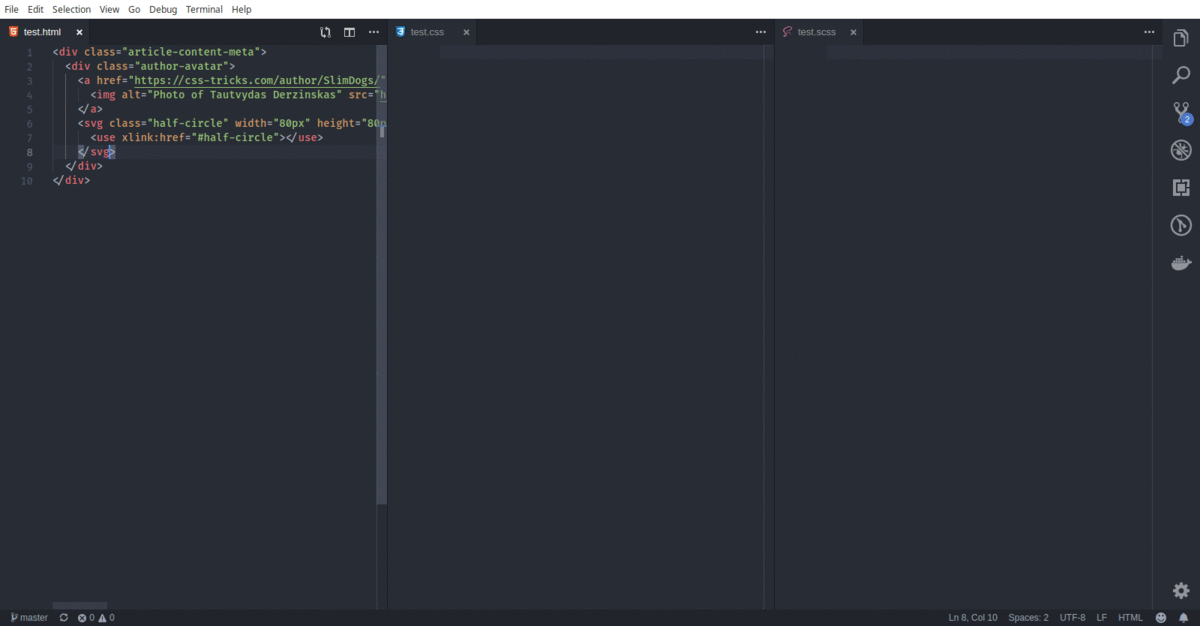 File Edit Selection View Go Debug Terminal Help
test.html
test.css
test.scss
1 <div class="article-content-meta">
2 <div class="author-avatar">
3 <a href="https://css-tricks.com/author/SlimDogs/"
4 <img alt="Photo of Tautvydas Derzinskas" src="h
5 </a>
6 <svg class="half-circle" width="80px" height="80p
7 <use xlink:href="#half-circle"></use>
8 </svg>
9 </div>
10 </div>
2
master 0 0 Ln 8, Col 10 Spaces: 2 UTF-8 LF HTML